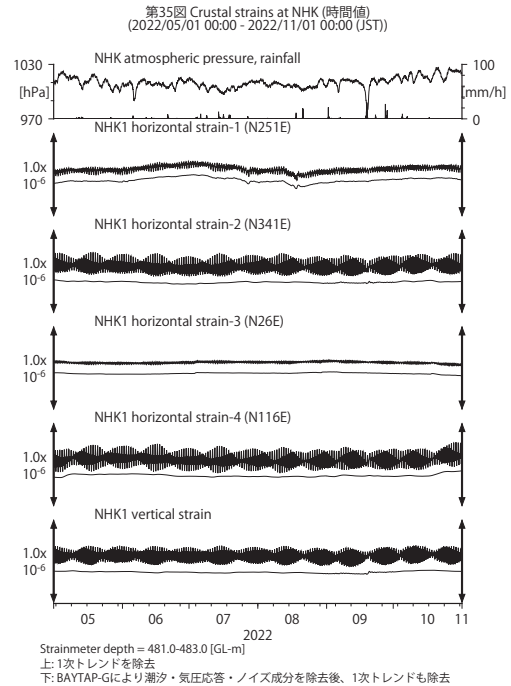 第35図 Crustal strains at NHK (時間値)
(2022/05/01 00:00 - 2022/11/01 00:00 (JST))
NHK atmospheric pressure, rainfall
1030
100
[hPa]
[mm/h]
970
0
NHK1 horizontal strain-1 (N251E)
1.0x
10-6
NHK1 horizontal strain-2 (N341E)
1.0x
10-6
NHK1 horizontal strain-3 (N26E)
1.0x
10-6
NHK1 horizontal strain-4 (N116E)
1.0x
10-6
NHK1 vertical strain
1.0x
10-6
05 06 07 08 09 10 11
2022
Strainmeter depth = 481.0-483.0 [GL-m]
上: 1次トレンドを除去
下: BAYTAP-Gにより潮汐・気圧応答・ノイズ成分を除去後、1次トレンドも除去